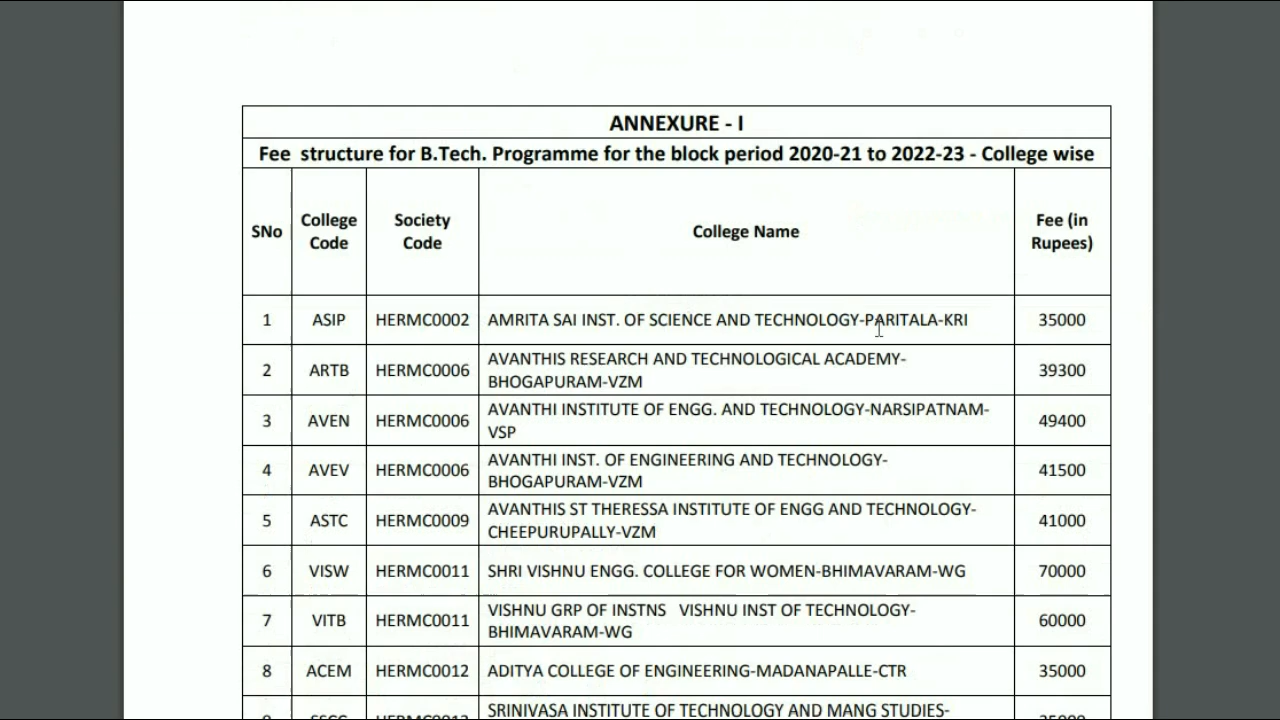 ANNEXURE - I
Fee structure for B.Tech. Programme for the block period 2020-21 to 2022-23 - College wise
SNo College Code Society Code College Name Fee (in Rupees)
1 ASIP HERMC0002 AMRITA SAI INST. OF SCIENCE AND TECHNOLOGY-PARITALA-KRI 35000
2 ARTB HERMC0006 AVANTHIS RESEARCH AND TECHNOLOGICAL ACADEMY-
BHOGAPURAM-VZM 39300
3 AVEN HERMC0006 AVANTHI INSTITUTE OF ENGG. AND TECHNOLOGY-NARSIPATNAM-
VSP 49400
4 AVEV HERMC0006 AVANTHI INST. OF ENGINEERING AND TECHNOLOGY-
BHOGAPURAM-VZM 41500
5 ASTC HERMC0009 AVANTHIS ST THERESSA INSTITUTE OF ENGG AND TECHNOLOGY-
CHEEPURUPALLY-VZM 41000
6 VISW HERMC0011 SHRI VISHNU ENGG. COLLEGE FOR WOMEN-BHIMAVARAM-WG 70000
7 VITB HERMC0011 VISHNU GRP OF INSTNS VISHNU INST OF TECHNOLOGY-
BHIMAVARAM-WG 60000
8 ACEM HERMC0012 ADITYA COLLEGE OF ENGINEERING-MADANAPALLE-CTR 35000
SRINIVASA INSTITUTE OF TECHNOLOGY AND MANG STUDIES-